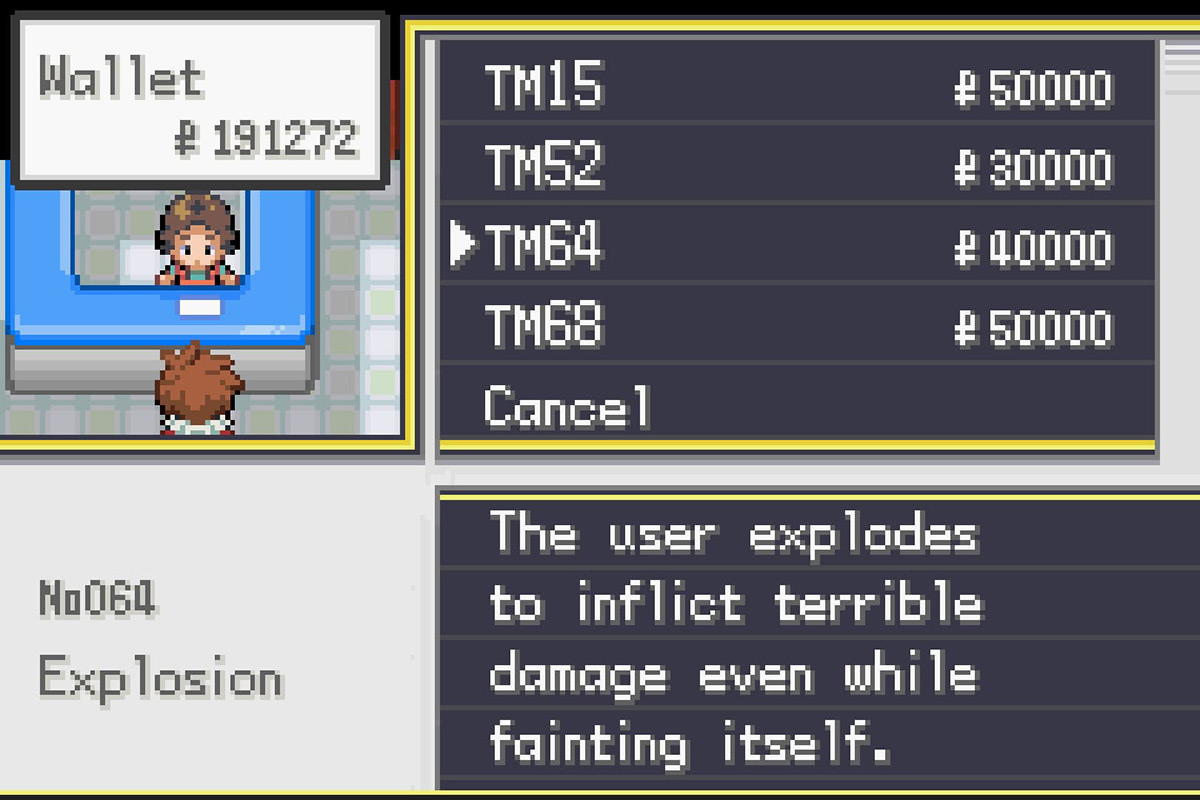 Wallet
₽ 191272
TM15 ₽ 50000
TM52 ₽ 30000
TM64 ₽ 40000
TM68 ₽ 50000
Cancel
No064
Explosion
The user explodes
to inflict terrible
damage even while
fainting itself.